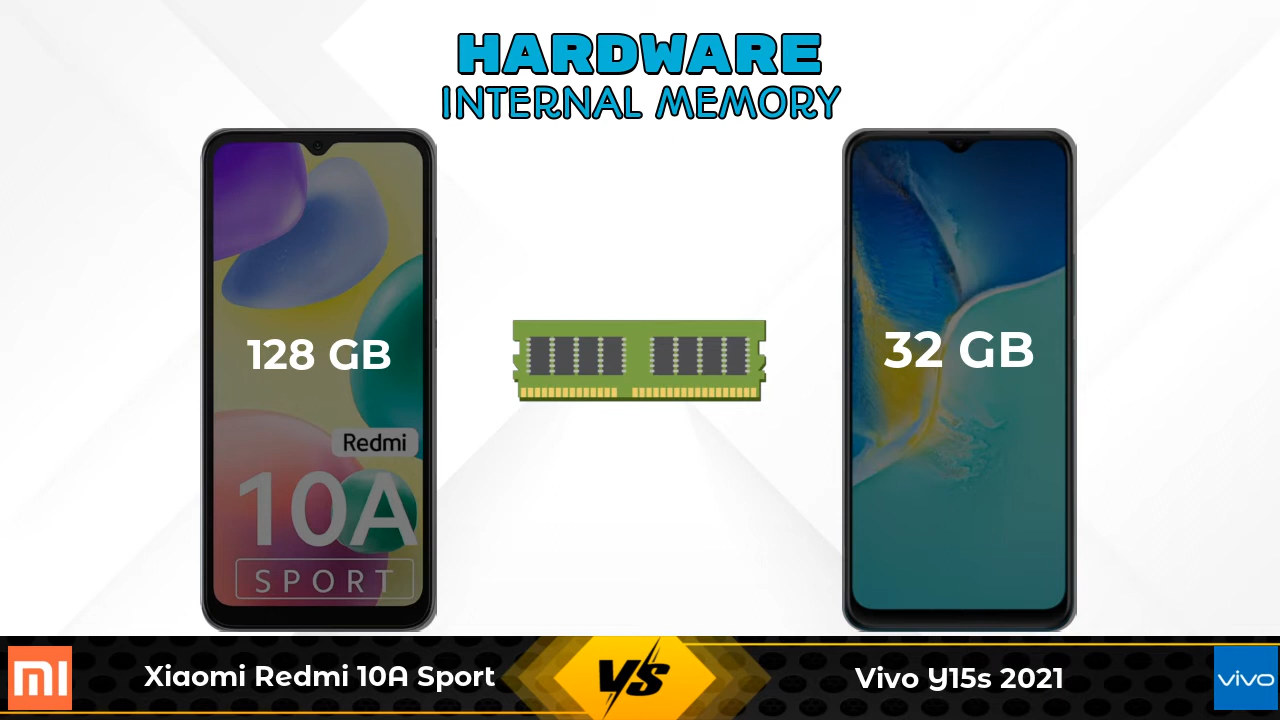 HARDWARE
INTERNAL MEMORY
128 GB
32 GB
Redmi
10A
SPORT
mi
Xiaomi Redmi 10A Sport
VS
Vivo Y15s 2021
vivo